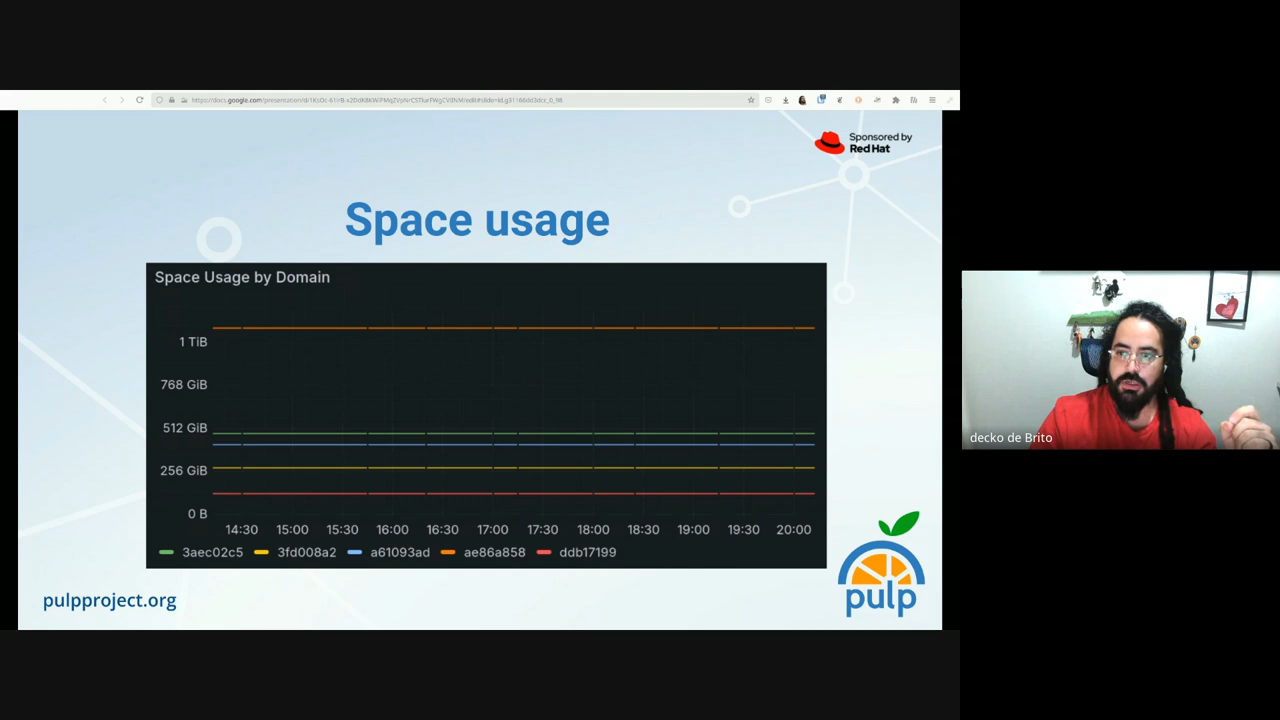 Sponsored by
Red Hat
Space usage
Space Usage by Domain
1 TiB
768 GiB
512 GiB
256 GiB
0 B
14:30 15:00 15:30 16:00 16:30 17:00 17:30 18:00 18:30 19:00 19:30 20:00
3aec02c5 3fd008a2 a61093ad ae86a858 ddb17199
pulpproject.org
pulp
decko de Brito